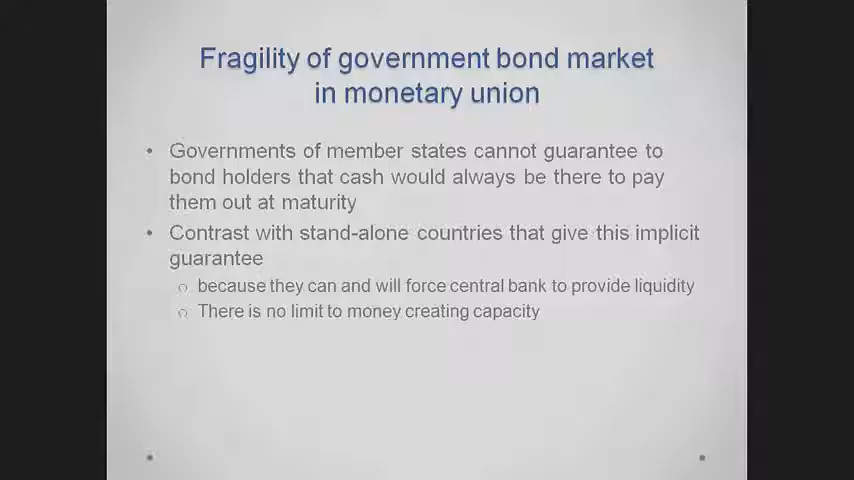 Fragility of government bond market
in monetary union
• Governments of member states cannot guarantee to
bond holders that cash would always be there to pay
them out at maturity
• Contrast with stand-alone countries that give this implicit
guarantee
○ because they can and will force central bank to provide liquidity
○ There is no limit to money creating capacity